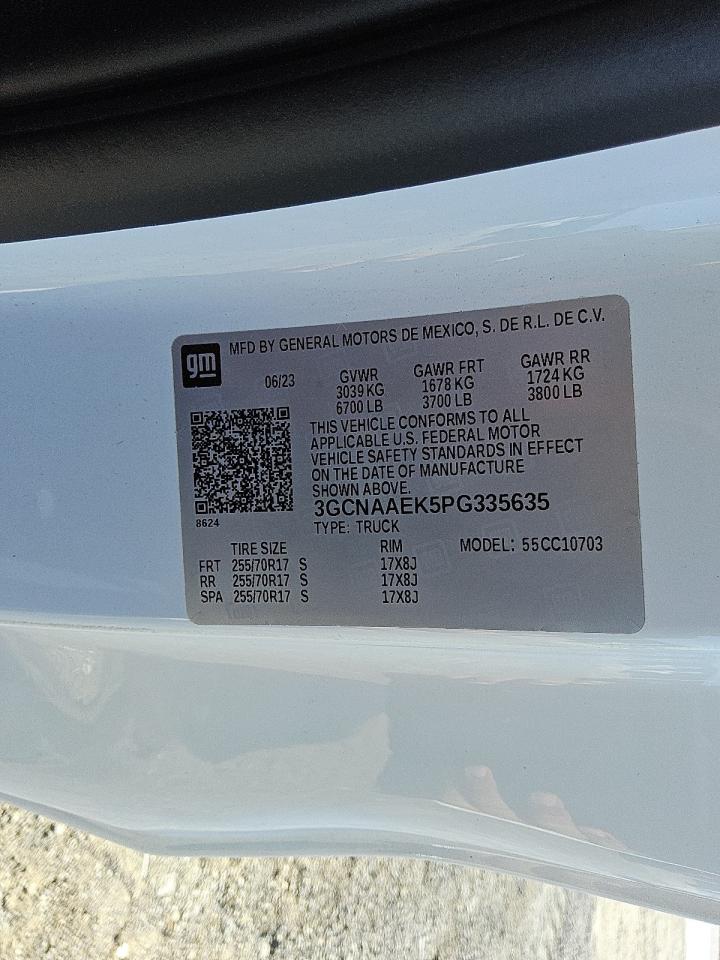 gm
MFD BY GENERAL MOTORS DE MEXICO, S. DE R.L. DE C.V.
06/23 GVWR GAWR FRT GAWR RR
3039 KG 1678 KG 1724 KG
6700 LB 3700 LB 3800 LB
THIS VEHICLE CONFORMS TO ALL
APPLICABLE U.S. FEDERAL MOTOR
VEHICLE SAFETY STANDARDS IN EFFECT
ON THE DATE OF MANUFACTURE
SHOWN ABOVE.
3GCNAAEK5PG335635
8624
TYPE: TRUCK
TIRE SIZE RIM MODEL: 55CC10703
FRT 255/70R17 S 17X8J
RR 255/70R17 S 17X8J
SPA 255/70R17 S 17X8J